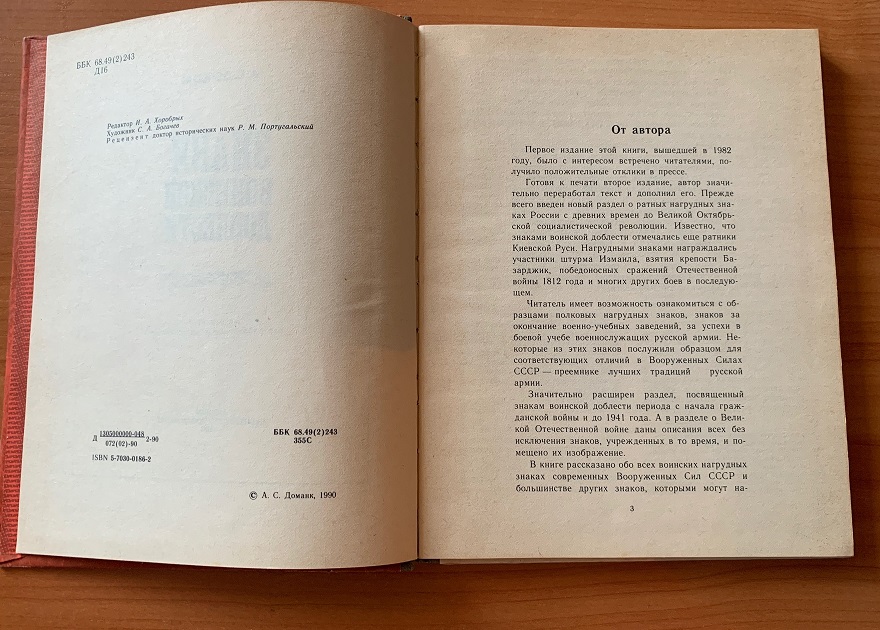 ББК 68.49(2)243
Д16
Редактор И. А. Хоробрых
Художник С. А. Богачев
Рецензент доктор исторических наук Р. М. Португальский
Д 1305000000-048
072(02)-90 2-90
ББК 68.49(2)243
355С
ISBN 5-7030-0186-2
© А. С. Доманк, 1990
От автора
Первое издание этой книги, вышедшей в 1982
году, было с интересом встречено читателями, по-
лучило положительные отклики в прессе.
Готовя к печати второе издание, автор значи-
тельно переработал текст и дополнил его. Прежде
всего введен новый раздел о ратных нагрудных зна-
ках России с древних времен до Великой Октябрь-
ской социалистической революции. Известно, что
знаками воинской доблести отмечались еще ратники
Киевской Руси. Нагрудными знаками награждались
участники штурма Измаила, взятия крепости Ба-
зарджик, победоносных сражений Отечественной
войны 1812 года и многих других боев в последую-
щем.
Читатель имеет возможность ознакомиться с об-
разцами полковых нагрудных знаков, знаков за
окончание военно-учебных заведений, за успехи в
боевой учебе военнослужащих русской армии. Не-
которые из этих знаков послужили образцом для
соответствующих отличий в Вооруженных Силах
СССР — преемнике лучших традиций русской
армии.
Значительно расширен раздел, посвященный
знакам воинской доблести периода с начала граж-
данской войны и до 1941 года. А в разделе о Вели-
кой Отечественной войне даны описания всех без
исключения знаков, учрежденных в то время, и по-
мещено их изображение.
В книге рассказано обо всех воинских нагрудных
знаках современных Вооруженных Сил СССР и
большинстве других знаков, которыми могут на-
3